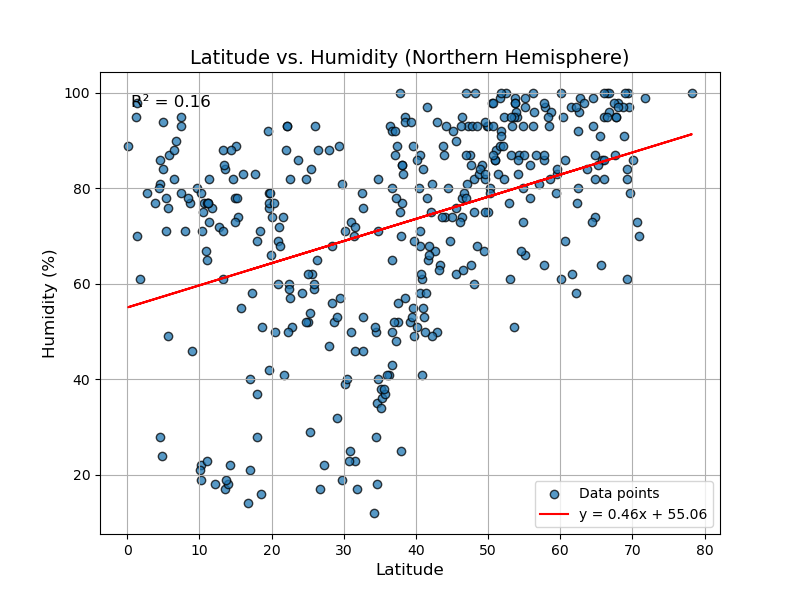 Latitude vs. Humidity (Northern Hemisphere)
R² = 0.16
100
80
60
40
20
Humidity (%)
0 10 20 30 40 50 60 70 80
Latitude
Data points
y = 0.46x + 55.06